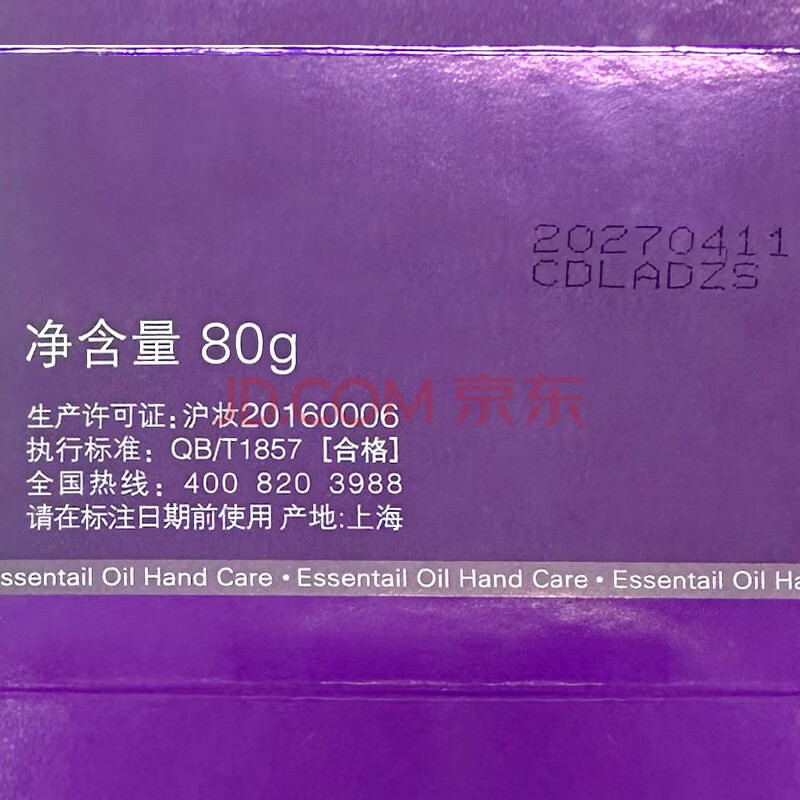 20270411
CDLADZS
净含量 80g
JD.COM 京东
生产许可证:沪妆20160006
执行标准: QB/T1857 [合格]
全国热线: 400 820 3988
请在标注日期前使用 产地:上海
ssentail Oil Hand Care • Essentail Oil Hand Care • Essentail Oil Ha